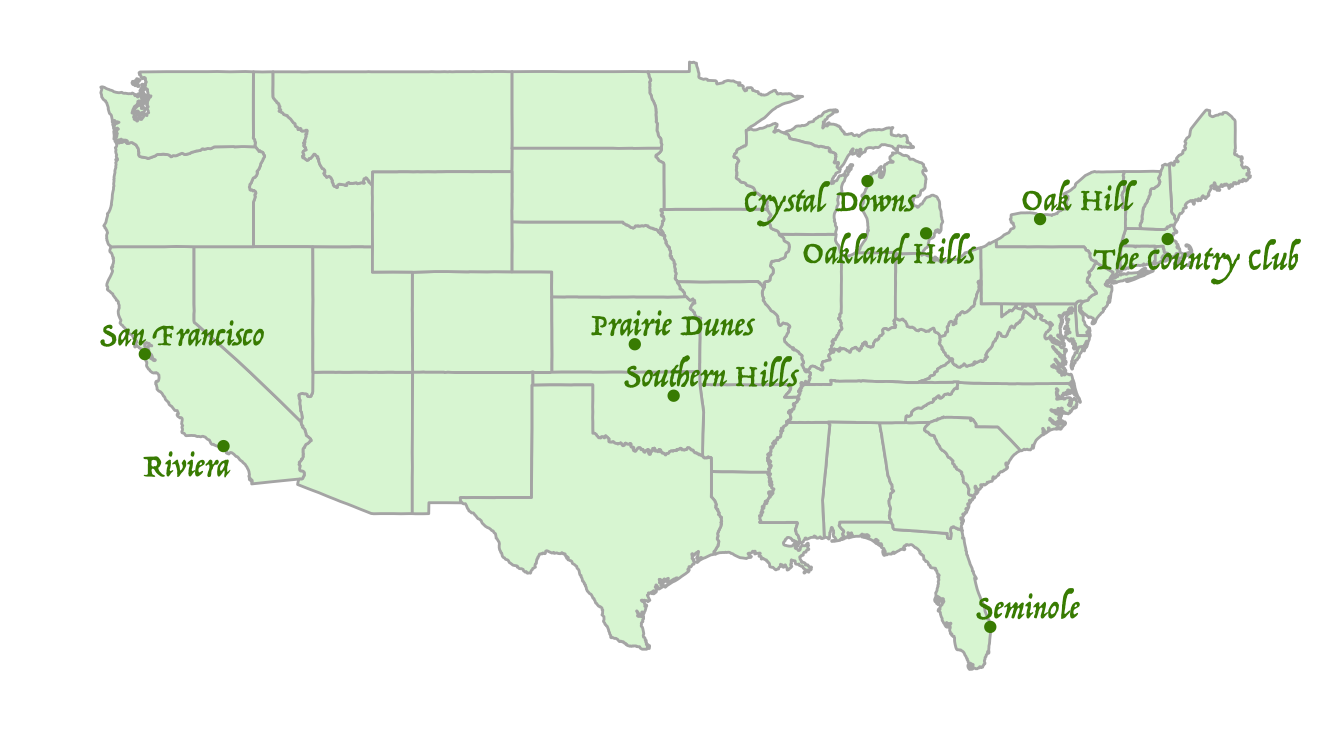 Oak Hill
Crystal Downs
Oakland Hills
The Country Club
San Francisco
Prairie Dunes
Southern Hills
Riviera
Seminole